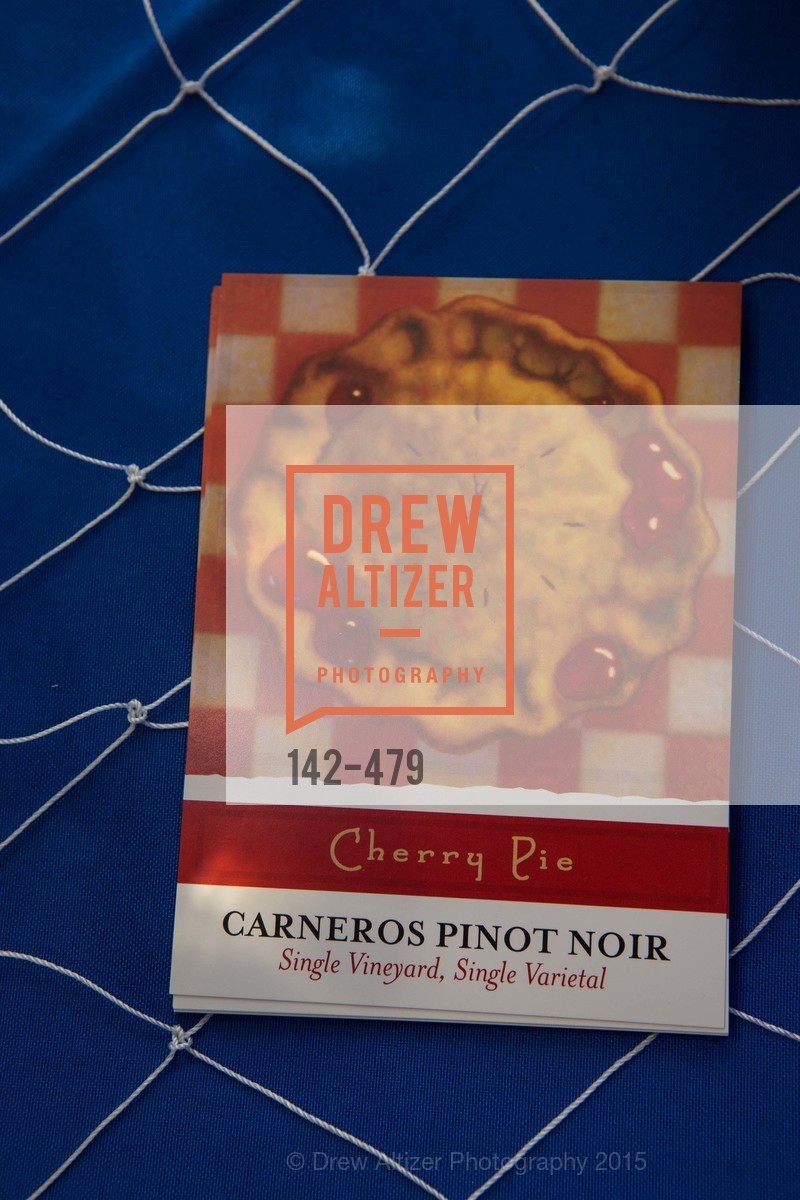 DREW
ALTIZER
PHOTOGRAPHY
142-479
Cherry Pie
CARNEROS PINOT NOIR
Single Vineyard, Single Varietal
© Drew Altizer Photography 2015